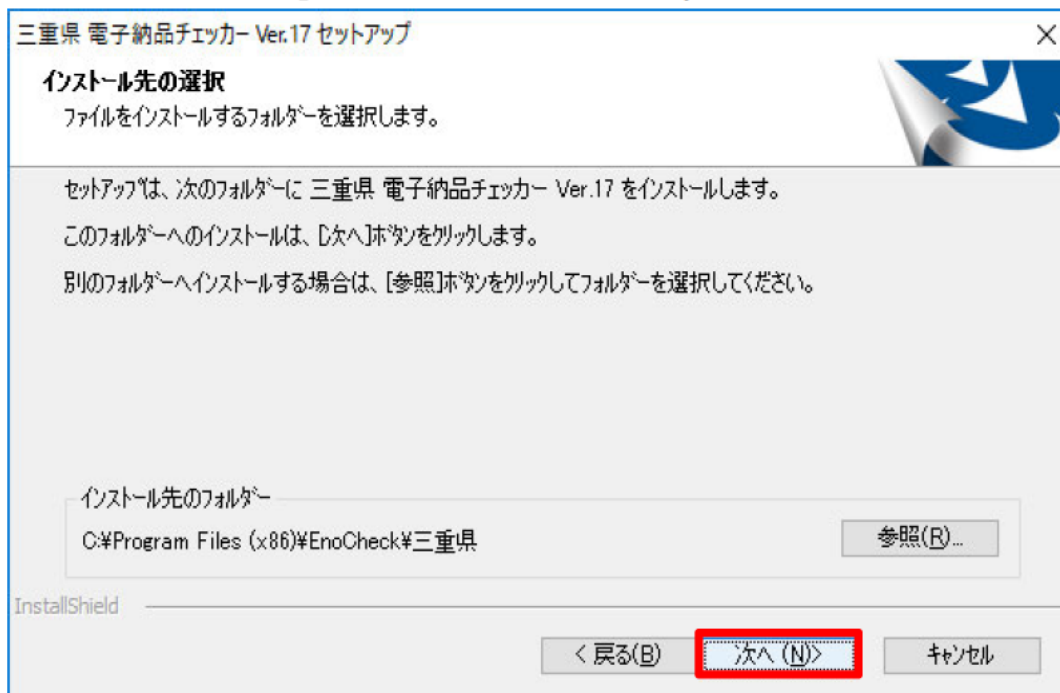 三重県 電子納品チェッカー Ver.17 セットアップ
インストール先の選択
ファイルをインストールするフォルダーを選択します。
セットアップは、次のフォルダーに 三重県 電子納品チェッカー Ver.17 をインストールします。
このフォルダーへのインストールは、[次へ]ボタンをクリックします。
別のフォルダーへインストールする場合は、[参照]ボタンをクリックしてフォルダーを選択してください。
インストール先のフォルダー
C:¥Program Files (x86)¥EnoCheck¥三重県
参照(R)...
InstallShield
< 戻る(B)
次へ (N)>
キャンセル